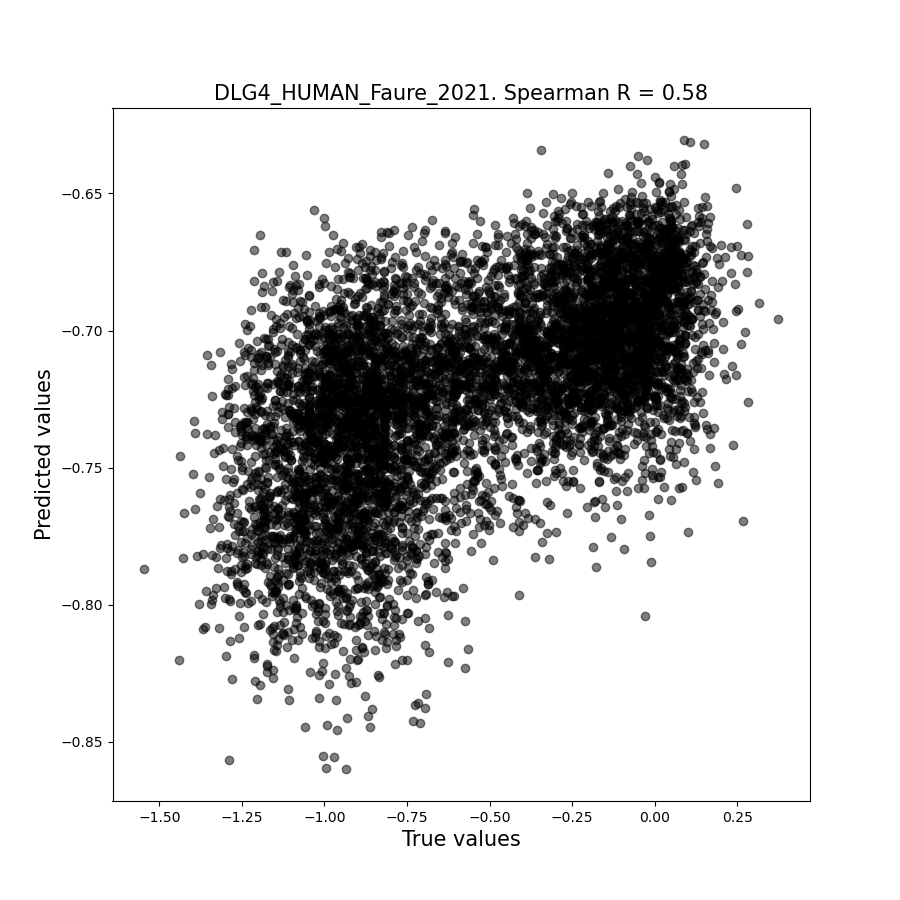 DLG4_HUMAN_Faure_2021. Spearman R = 0.58
Predicted values
−0.65
−0.70
−0.75
−0.80
−0.85
−1.50 −1.25 −1.00 −0.75 −0.50 −0.25 0.00 0.25
True values